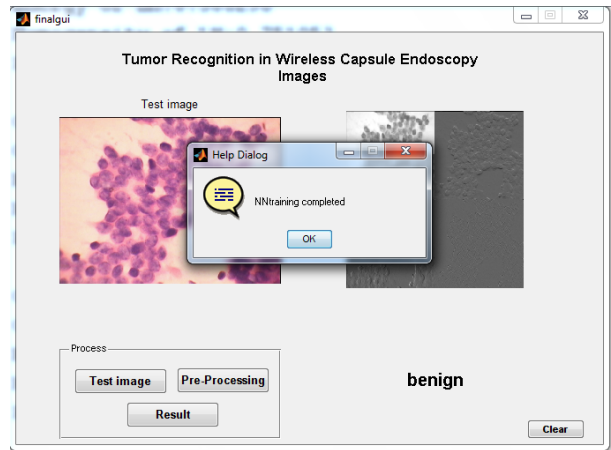 finalgui
Tumor Recognition in Wireless Capsule Endoscopy
Images
Test image
Help Dialog
NNtraining completed
OK
Process
Test image
Pre-Processing
Result
benign
Clear